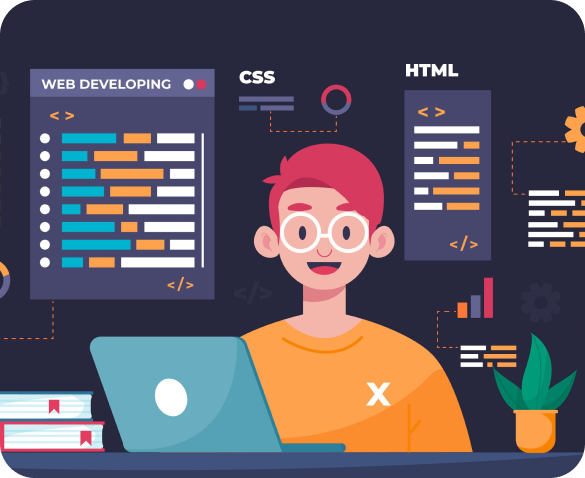 WEB DEVELOPING
< >
</>
CSS
HTML
< >
</>
</>
X